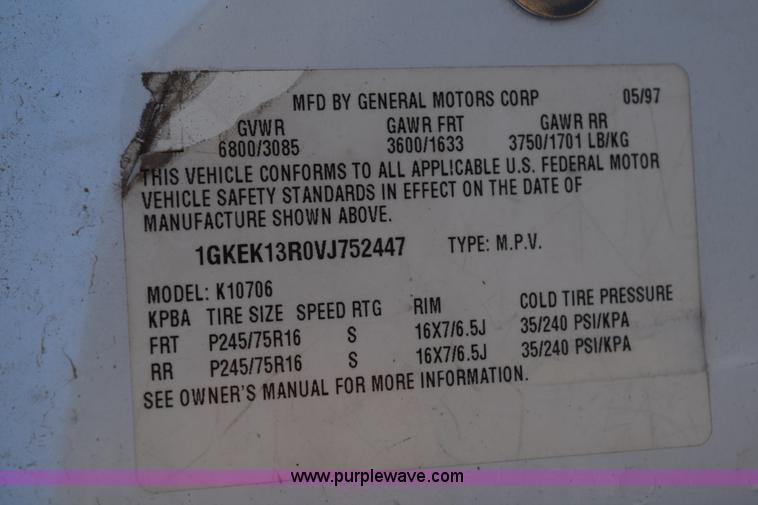 MFD BY GENERAL MOTORS CORP 05/97
GVWR GAWR FRT GAWR RR
6800/3085 3600/1633 3750/1701 LB/KG
THIS VEHICLE CONFORMS TO ALL APPLICABLE U.S. FEDERAL MOTOR
VEHICLE SAFETY STANDARDS IN EFFECT ON THE DATE OF
MANUFACTURE SHOWN ABOVE.
1GKEK13R0VJ752447 TYPE: M.P.V.
MODEL: K10706
KPBA TIRE SIZE SPEED RTG RIM COLD TIRE PRESSURE
FRT P245/75R16 S 16X7/6.5J 35/240 PSI/KPA
RR P245/75R16 S 16X7/6.5J 35/240 PSI/KPA
SEE OWNER'S MANUAL FOR MORE INFORMATION.
www.purplewave.com